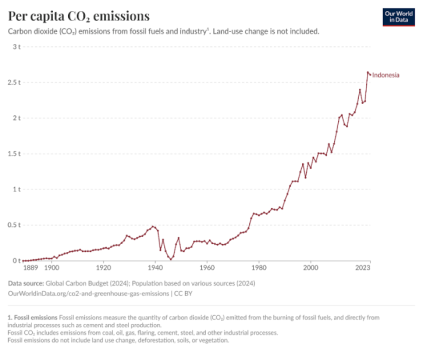 Per capita CO₂ emissions
Our World
in Data
Carbon dioxide (CO₂) emissions from fossil fuels and industry¹. Land-use change is not included.
3 t
2.5 t
2 t
1.5 t
1 t
0.5 t
0 t
Indonesia
1889 1900 1920 1940 1960 1980 2000 2023
Data source: Global Carbon Budget (2024); Population based on various sources (2024)
OurWorldinData.org/co2-and-greenhouse-gas-emissions | CC BY
1. Fossil emissions Fossil emissions measure the quantity of carbon dioxide (CO₂) emitted from the burning of fossil fuels, and directly from
industrial processes such as cement and steel production.
Fossil CO₂ includes emissions from coal, oil, gas, flaring, cement, steel, and other industrial processes.
Fossil emissions do not include land use change, deforestation, soils, or vegetation.